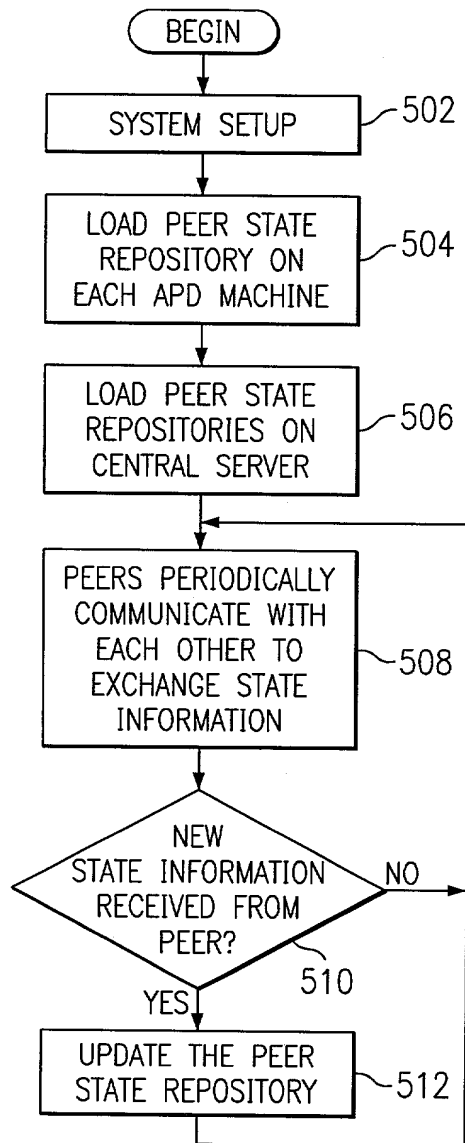 BEGIN
SYSTEM SETUP
502
LOAD PEER STATE
REPOSITORY ON
EACH APD MACHINE
504
LOAD PEER STATE
REPOSITORIES ON
CENTRAL SERVER
506
PEERS PERIODICALLY
COMMUNICATE WITH
EACH OTHER TO
EXCHANGE STATE
INFORMATION
508
NEW
STATE INFORMATION
RECEIVED FROM
PEER?
NO
510
YES
UPDATE THE PEER
STATE REPOSITORY
512